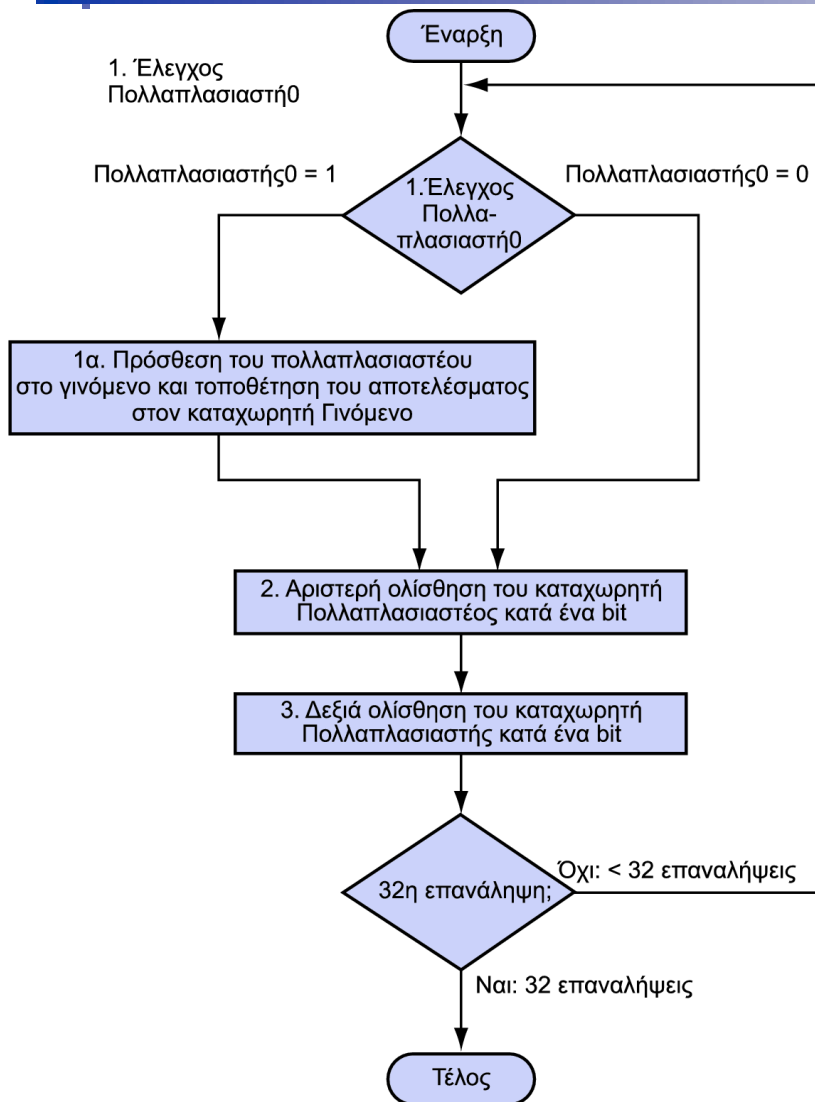 Έναρξη
1. Έλεγχος
Πολλαπλασιαστή0
Πολλαπλασιαστής0 = 1
1.Έλεγχος
Πολλα-
πλασιαστή0
Πολλαπλασιαστής0 = 0
1α. Πρόσθεση του πολλαπλασιαστέου
στο γινόμενο και τοποθέτηση του αποτελέσματος
στον καταχωρητή Γινόμενο
2. Αριστερή ολίσθηση του καταχωρητή
Πολλαπλασιαστέος κατά ένα bit
3. Δεξιά ολίσθηση του καταχωρητή
Πολλαπλασιαστής κατά ένα bit
32η επανάληψη;
Όχι: < 32 επαναλήψεις
Ναι: 32 επαναλήψεις
Τέλος